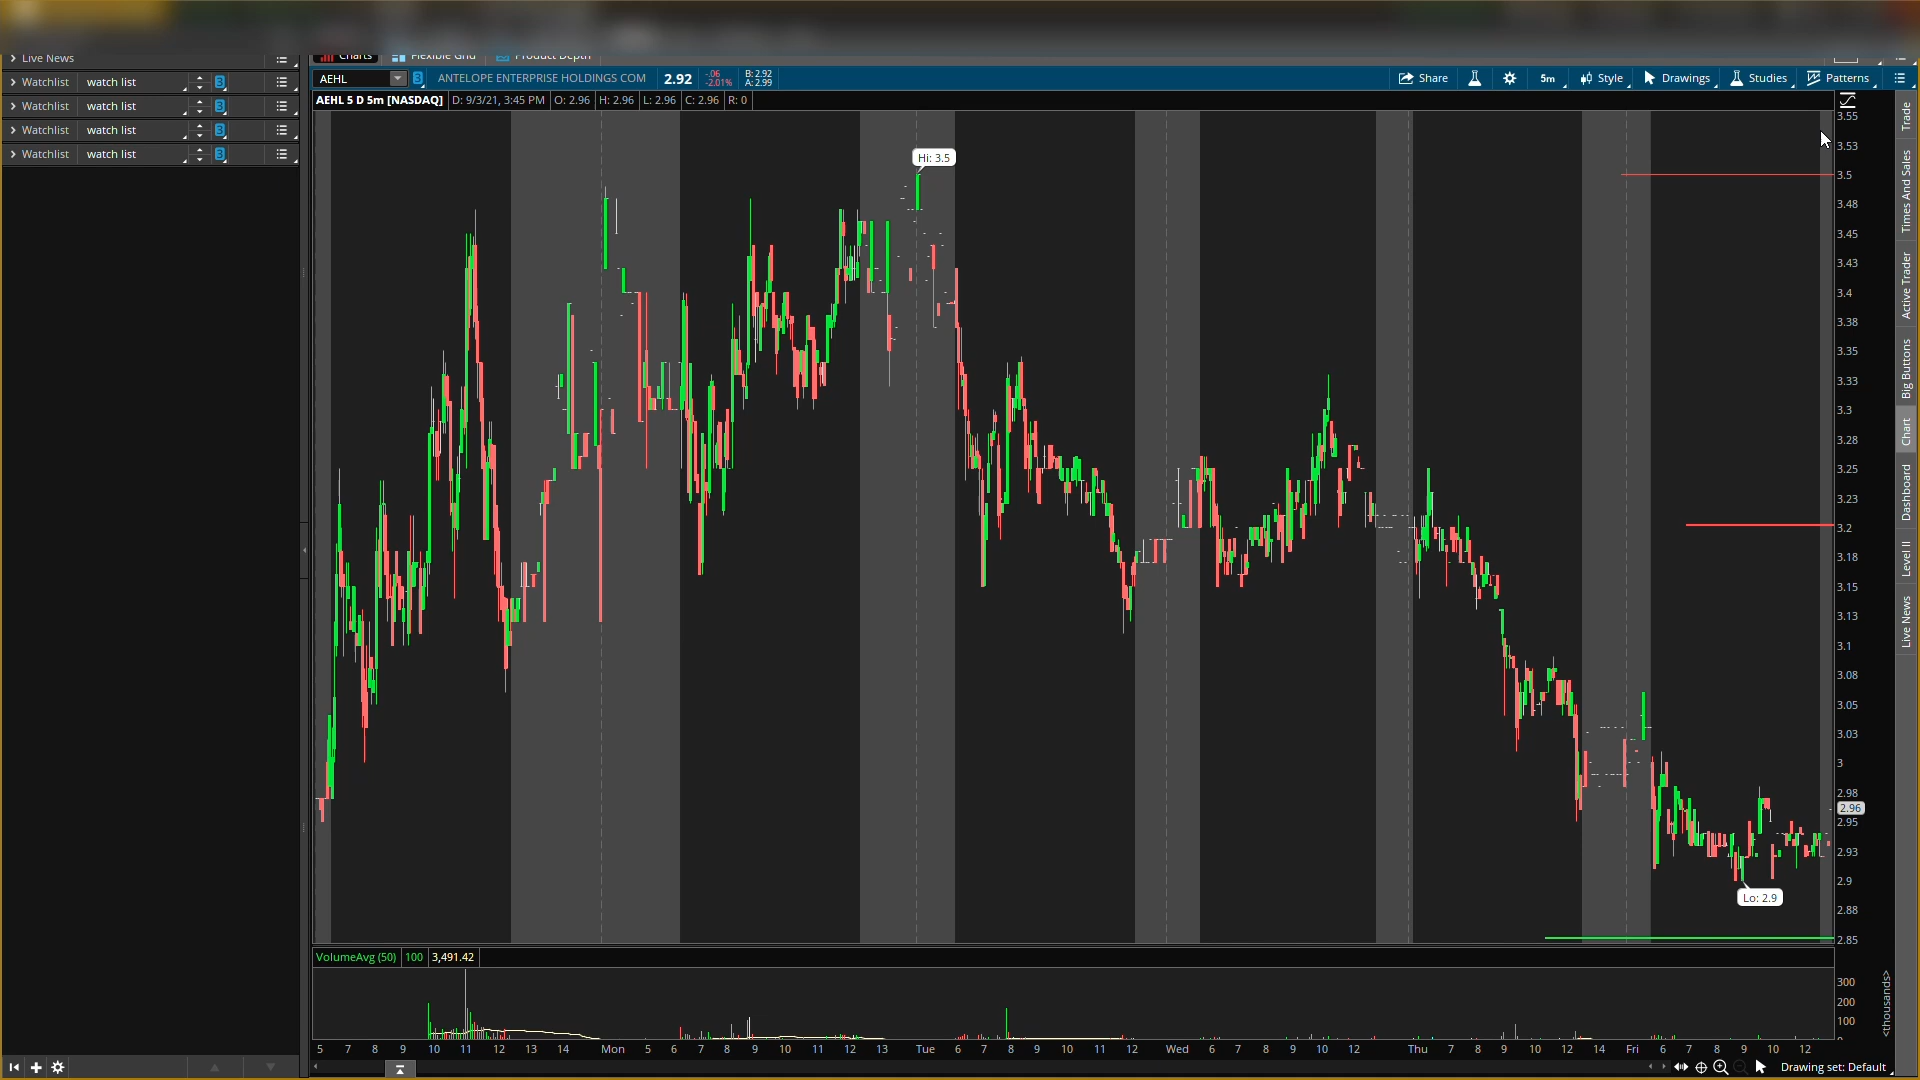 Live News
Charts Flexible Grid Product Depth
Watchlist watch list 3
Watchlist watch list 3
Watchlist watch list 3
Watchlist watch list 3
AEHL 3 ANTELOPE ENTERPRISE HOLDINGS COM 2.92 -.06 -2.01% B: 2.92 A: 2.99 Share 5m Style Drawings Studies Patterns
AEHL 5 D 5m [NASDAQ] D: 9/3/21, 3:45 PM O: 2.96 H: 2.96 L: 2.96 C: 2.96 R: 0
Hi: 3.5
Lo: 2.9
3.55
3.53
3.5
3.48
3.45
3.43
3.4
3.38
3.35
3.33
3.3
3.28
3.25
3.23
3.2
3.18
3.15
3.13
3.1
3.08
3.05
3.03
3
2.98
2.96
2.95
2.93
2.9
2.88
2.85
Trade
Times And Sales
Active Trader
Big Buttons
Chart
Dashboard
Level II
Live News
VolumeAvg (50) 100 3,491.42
300
200
100
<thousands>
5 7 8 9 10 11 12 13 14 Mon 5 6 7 8 9 10 11 12 13 Tue 6 7 8 9 10 11 12 Wed 6 7 8 9 10 12 Thu 7 8 9 10 12 14 Fri 6 7 8 9 10 12
Drawing set: Default